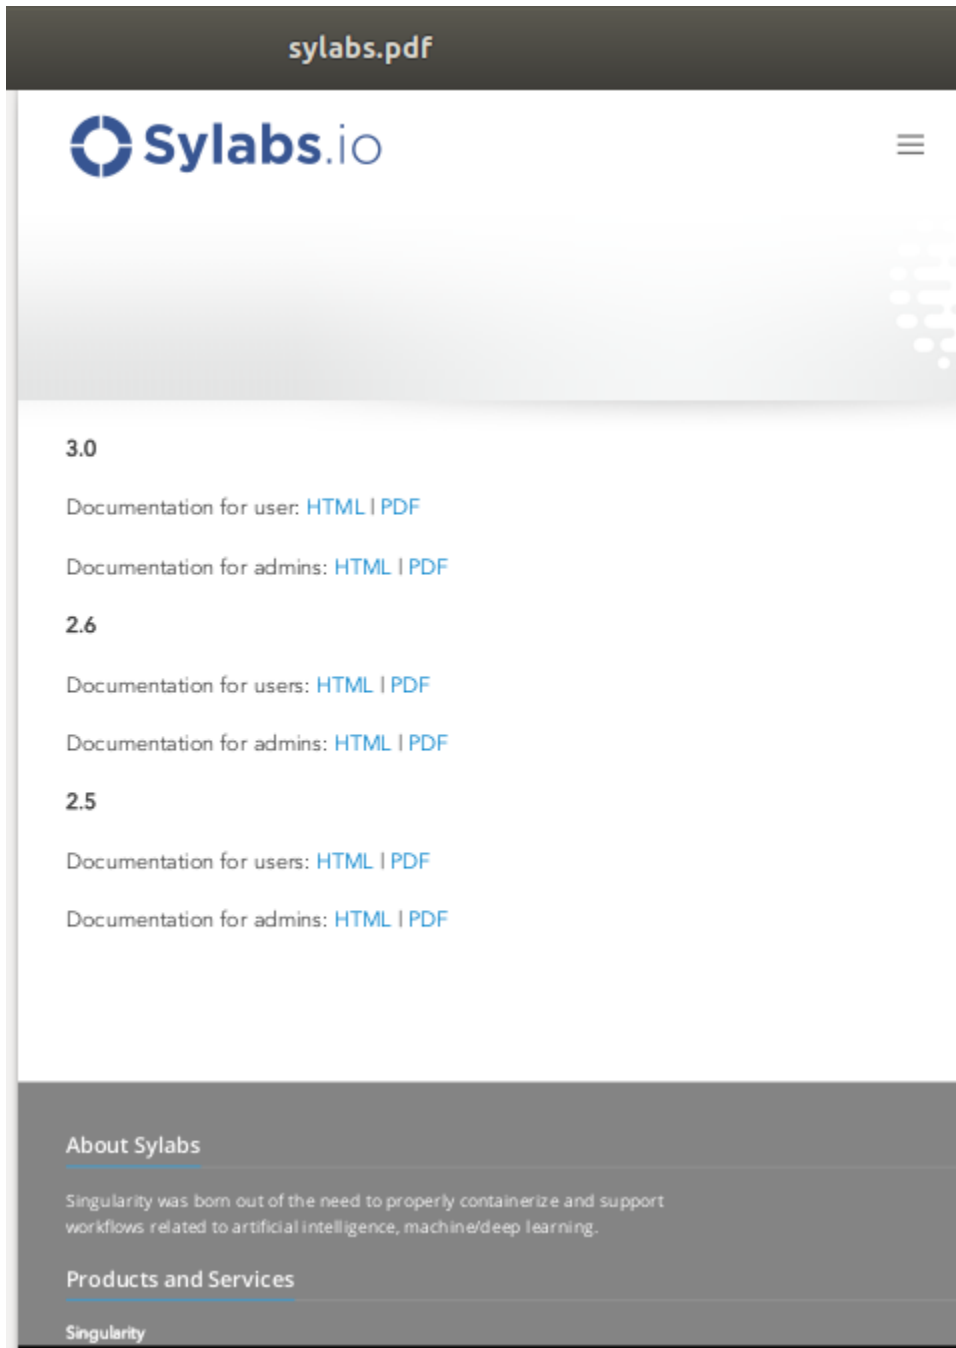 sylabs.pdf
Sylabs.io
3.0
Documentation for user: HTML | PDF
Documentation for admins: HTML | PDF
2.6
Documentation for users: HTML | PDF
Documentation for admins: HTML | PDF
2.5
Documentation for users: HTML | PDF
Documentation for admins: HTML | PDF
About Sylabs
Singularity was born out of the need to properly containerize and support
workflows related to artificial intelligence, machine/deep learning.
Products and Services
Singularity